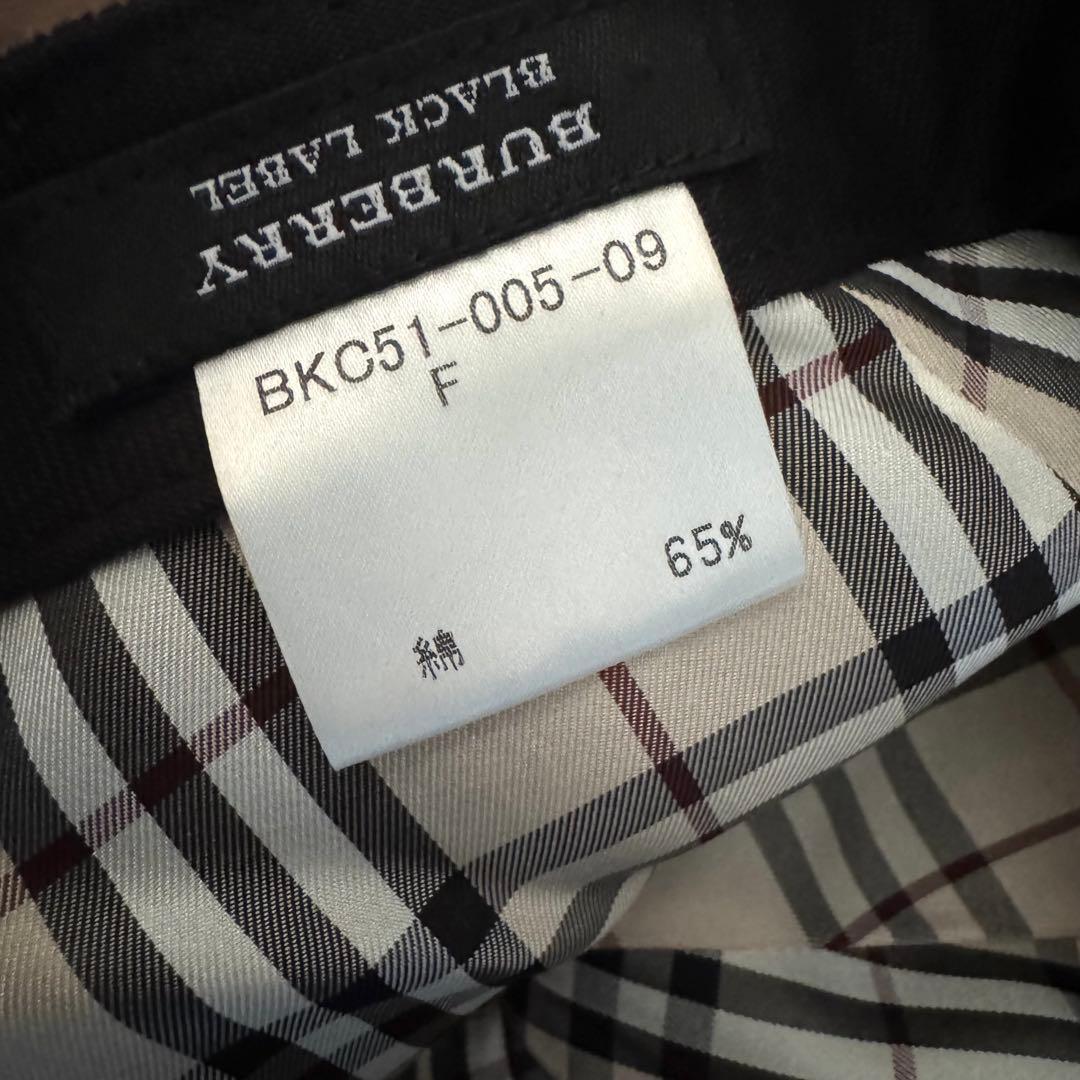 BURBERRY
BLACK LABEL
BKC51-005-09
F
綿 65%